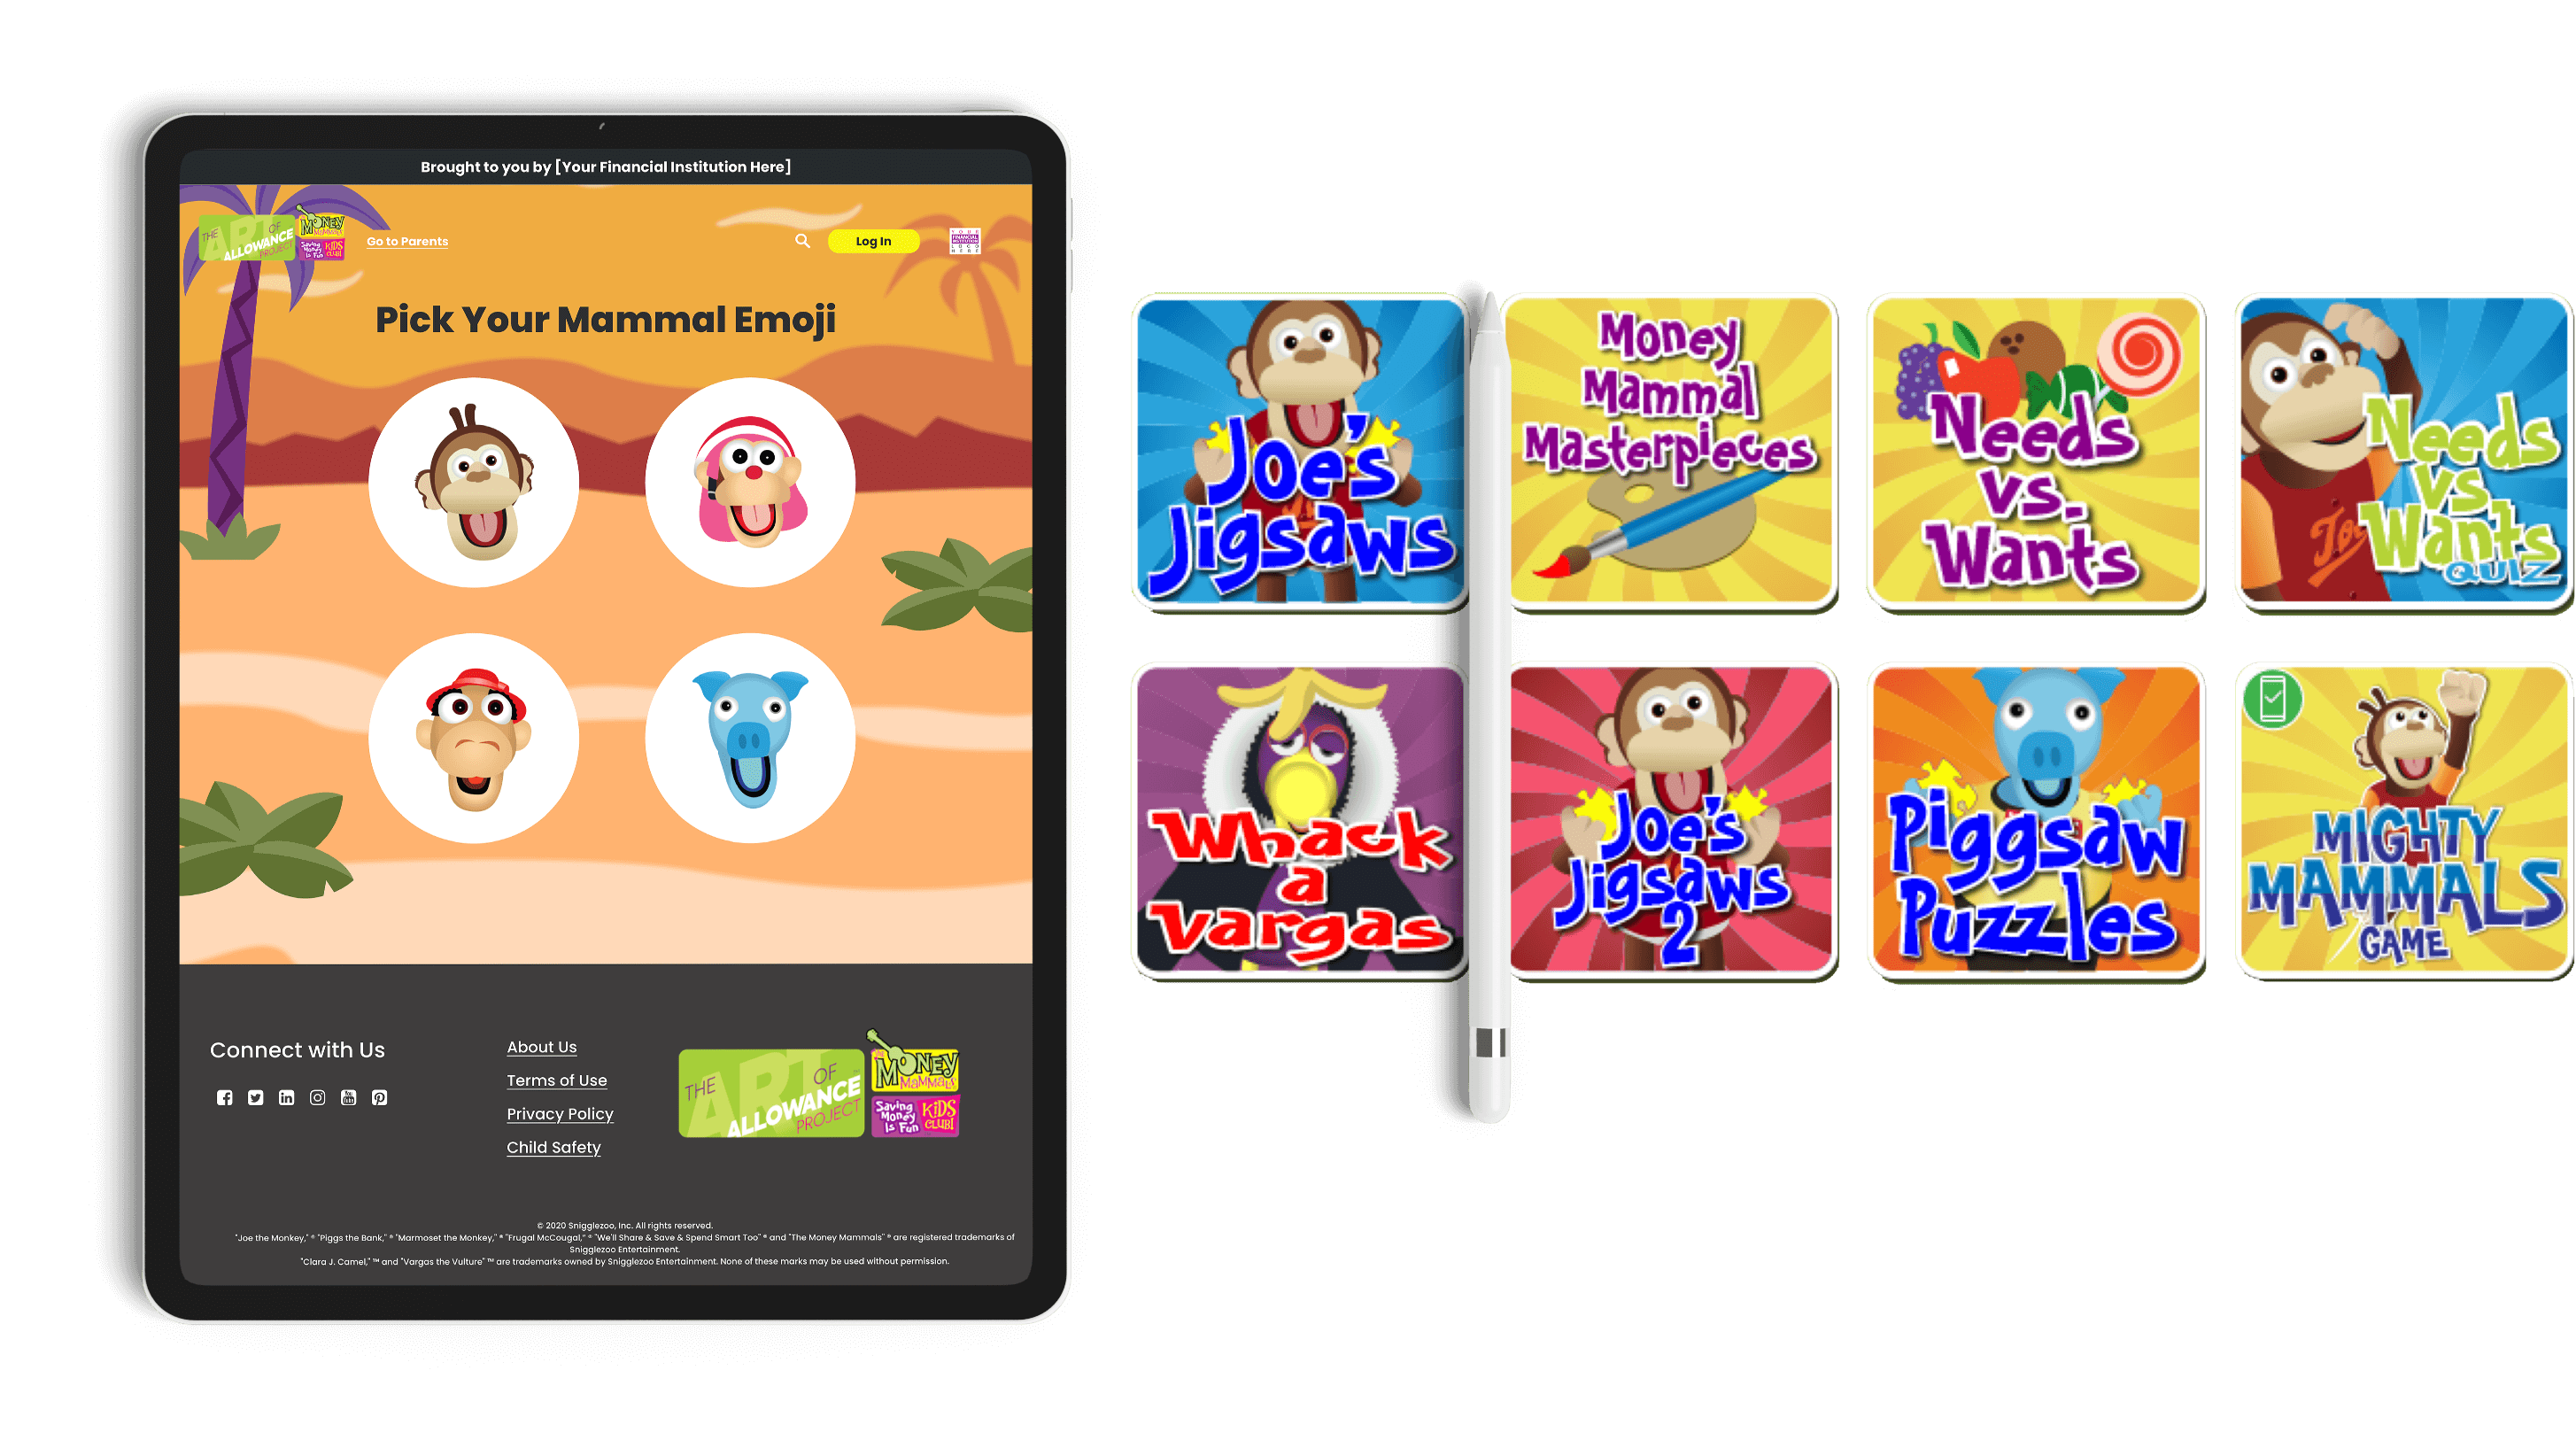 Brought to you by [Your Financial Institution Here]
THE ART OF ALLOWANCE PROJECT
MONEY MAMMALS
Saving Money Is Fun KIDS CLUB!
Go to Parents
Log In
YOUR FINANCIAL INSTITUTION LOGO HERE
Pick Your Mammal Emoji
Connect with Us
About Us
Terms of Use
Privacy Policy
Child Safety
THE ART OF ALLOWANCE PROJECT
MONEY MAMMALS
Saving Money Is Fun KIDS CLUB!
© 2020 Snigglezoo, Inc. All rights reserved.
"Joe the Monkey," ® "Piggs the Bank," ® "Marmoset the Monkey," ® "Frugal McCougal," ® "We'll Share & Save & Spend Smart Too" ® and "The Money Mammals" ® are registered trademarks of
Snigglezoo Entertainment.
"Clara J. Camel," ™ and "Vargas the Vulture" ™ are trademarks owned by Snigglezoo Entertainment. None of these marks may be used without permission.
Joe's
Jigsaws
Money
Mammal
Masterpieces
Needs
vs.
Wants
Joe
Needs
vs.
Wants
QUIZ
Whack
a
Vargas
Joe's
Jigsaws
2
Piggsaw
Puzzles
MIGHTY
MAMMALS
GAME